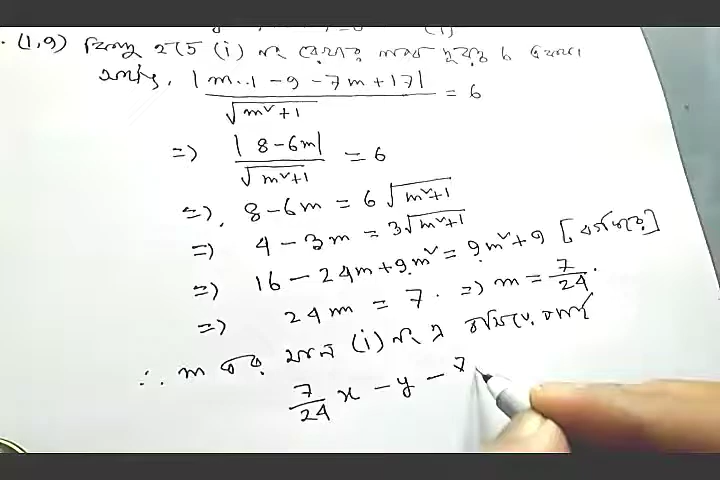 (i)
(1,9) বিন্দু হতে (i) নং রেখার লম্ব দূরত্ব 6 একক
অর্থাৎ, |m.1 - 9 - 7m + 17| / √(m²+1) = 6
=> |8-6m| / √(m²+1) = 6
=> 8-6m = 6√(m²+1)
=> 4 - 3m = 3√(m²+1)
=> 16 - 24m + 9m² = 9m² + 9 [বর্গ করে]
=> 24m = 7. => m = 7/24.
∴ m এর মান (i) নং এ বসিয়ে পাই
7/24 x - y - 7